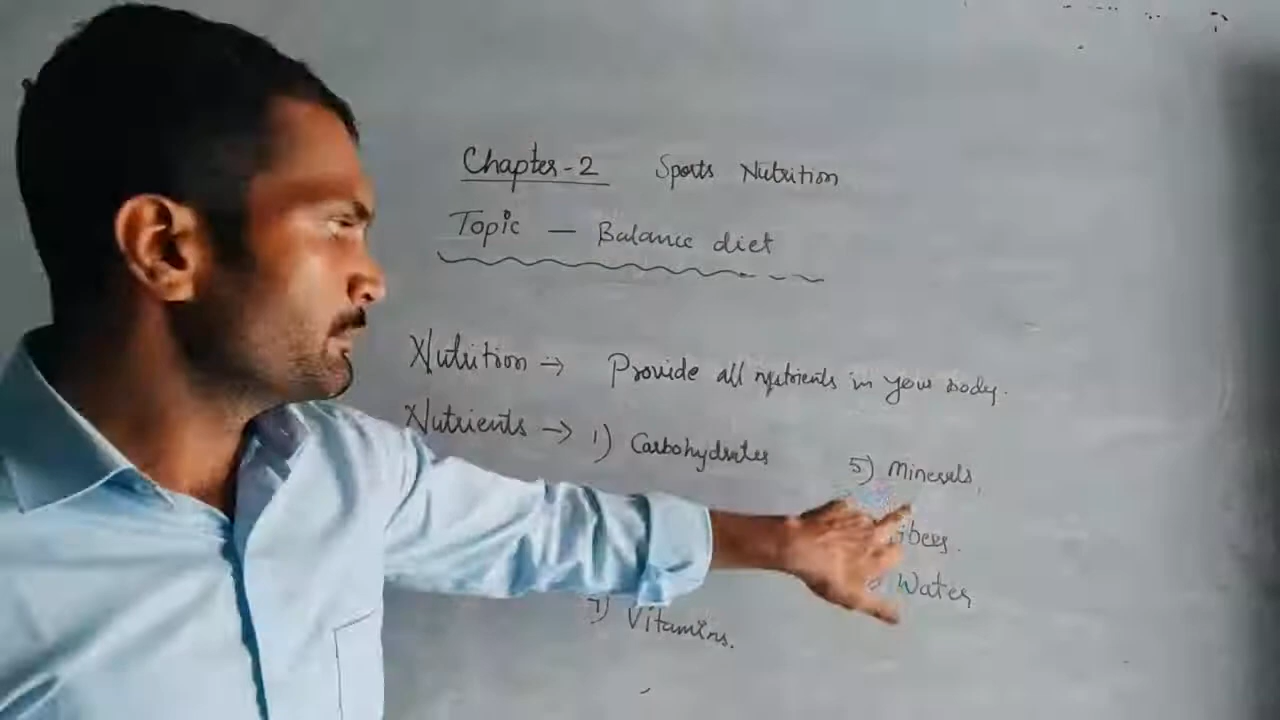 Chapter-2 Sports Nutrition
Topic — Balance diet
Nutrition → Provide all nutrients in your body.
Nutrients → 1) Carbohydrates
4) Vitamins.
5) Minerals,
Water